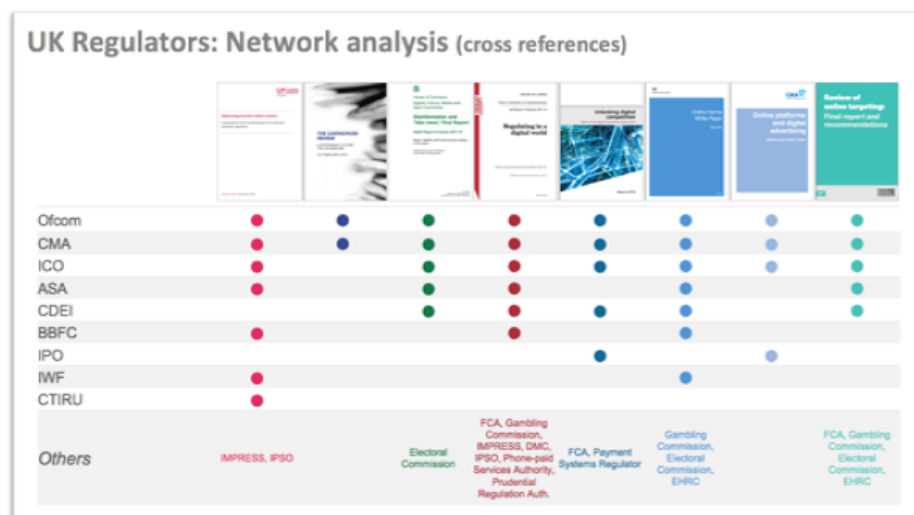 UK Regulators: Network analysis (cross references)
THE CAIRNCROSS REVIEW
Disinformation and
Regulating in a
digital world
Unlocking digital
competition
Online Harms
White Paper
Online platforms
and digital
advertising
Review of
online targeting:
Final report and
recommendations
Ofcom
CMA
ICO
ASA
CDEI
BBFC
IPO
IWF
CTIRU
Others
IMPRESS, IPSO
Electoral
Commission
FCA, Gambling
Commission,
IMPRESS, DMC,
IPSO, Phone-paid
Services Authority,
Prudential
Regulation Auth.
FCA, Payment
Systems Regulator
Gambling
Commission,
Electoral
Commission,
EHRC
FCA, Gambling
Commission,
Electoral
Commission,
EHRC